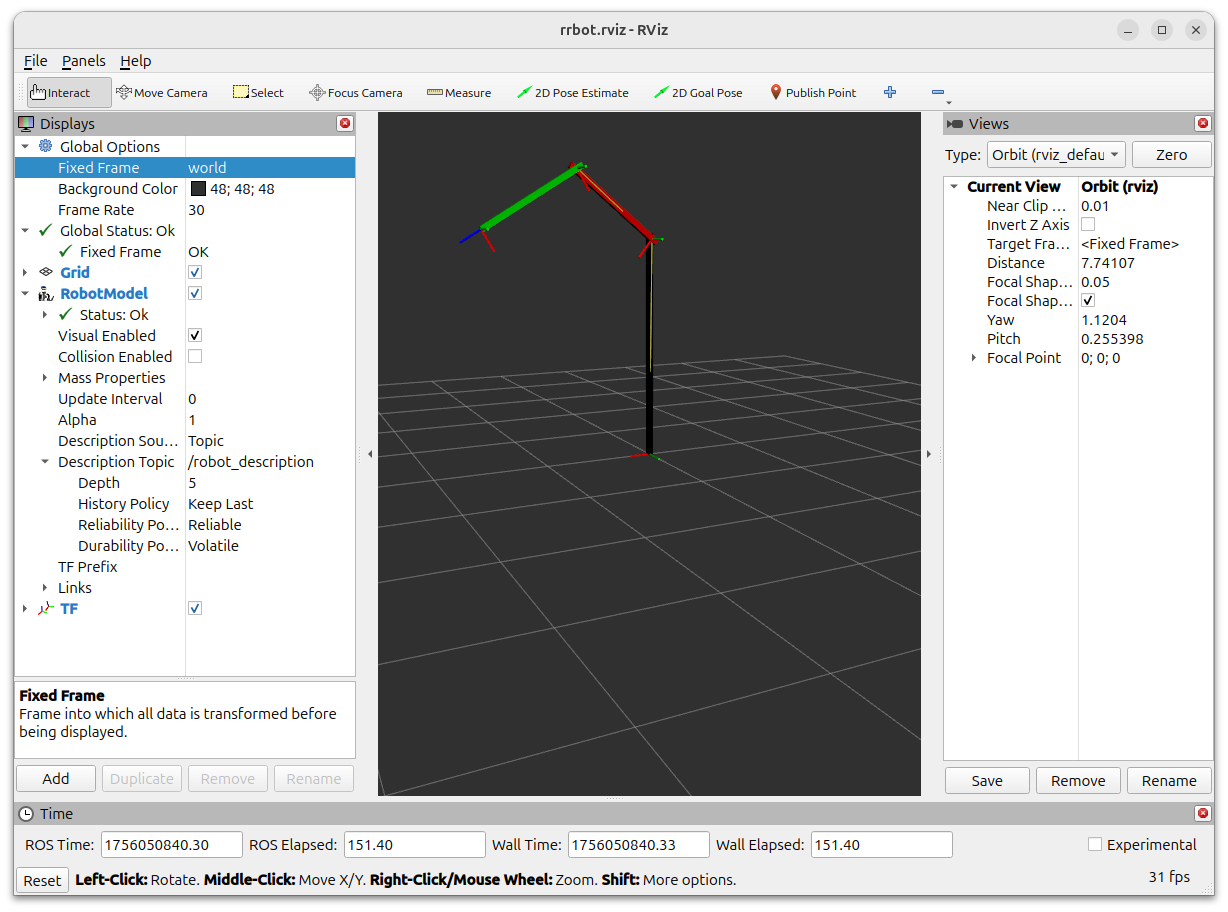 rrbot.rviz - RViz
File Panels Help
Interact Move Camera Select Focus Camera Measure 2D Pose Estimate 2D Goal Pose Publish Point
Displays
Global Options
Fixed Frame world
Background Color 48; 48; 48
Frame Rate 30
Global Status: Ok
Fixed Frame OK
Grid
RobotModel
Status: Ok
Visual Enabled
Collision Enabled
Mass Properties
Update Interval 0
Alpha 1
Description Sou... Topic
Description Topic /robot_description
Depth 5
History Policy Keep Last
Reliability Po... Reliable
Durability Po... Volatile
TF Prefix
Links
TF
Fixed Frame
Frame into which all data is transformed before
being displayed.
Add Duplicate Remove Rename
Views
Type: Orbit (rviz_defau Zero
Current View Orbit (rviz)
Near Clip ... 0.01
Invert Z Axis
Target Fra... <Fixed Frame>
Distance 7.74107
Focal Shap... 0.05
Focal Shap...
Yaw 1.1204
Pitch 0.255398
Focal Point 0; 0; 0
Save Remove Rename
Time
ROS Time: 1756050840.30 ROS Elapsed: 151.40 Wall Time: 1756050840.33 Wall Elapsed: 151.40 Experimental
Reset Left-Click: Rotate. Middle-Click: Move X/Y. Right-Click/Mouse Wheel: Zoom. Shift: More options. 31 fps